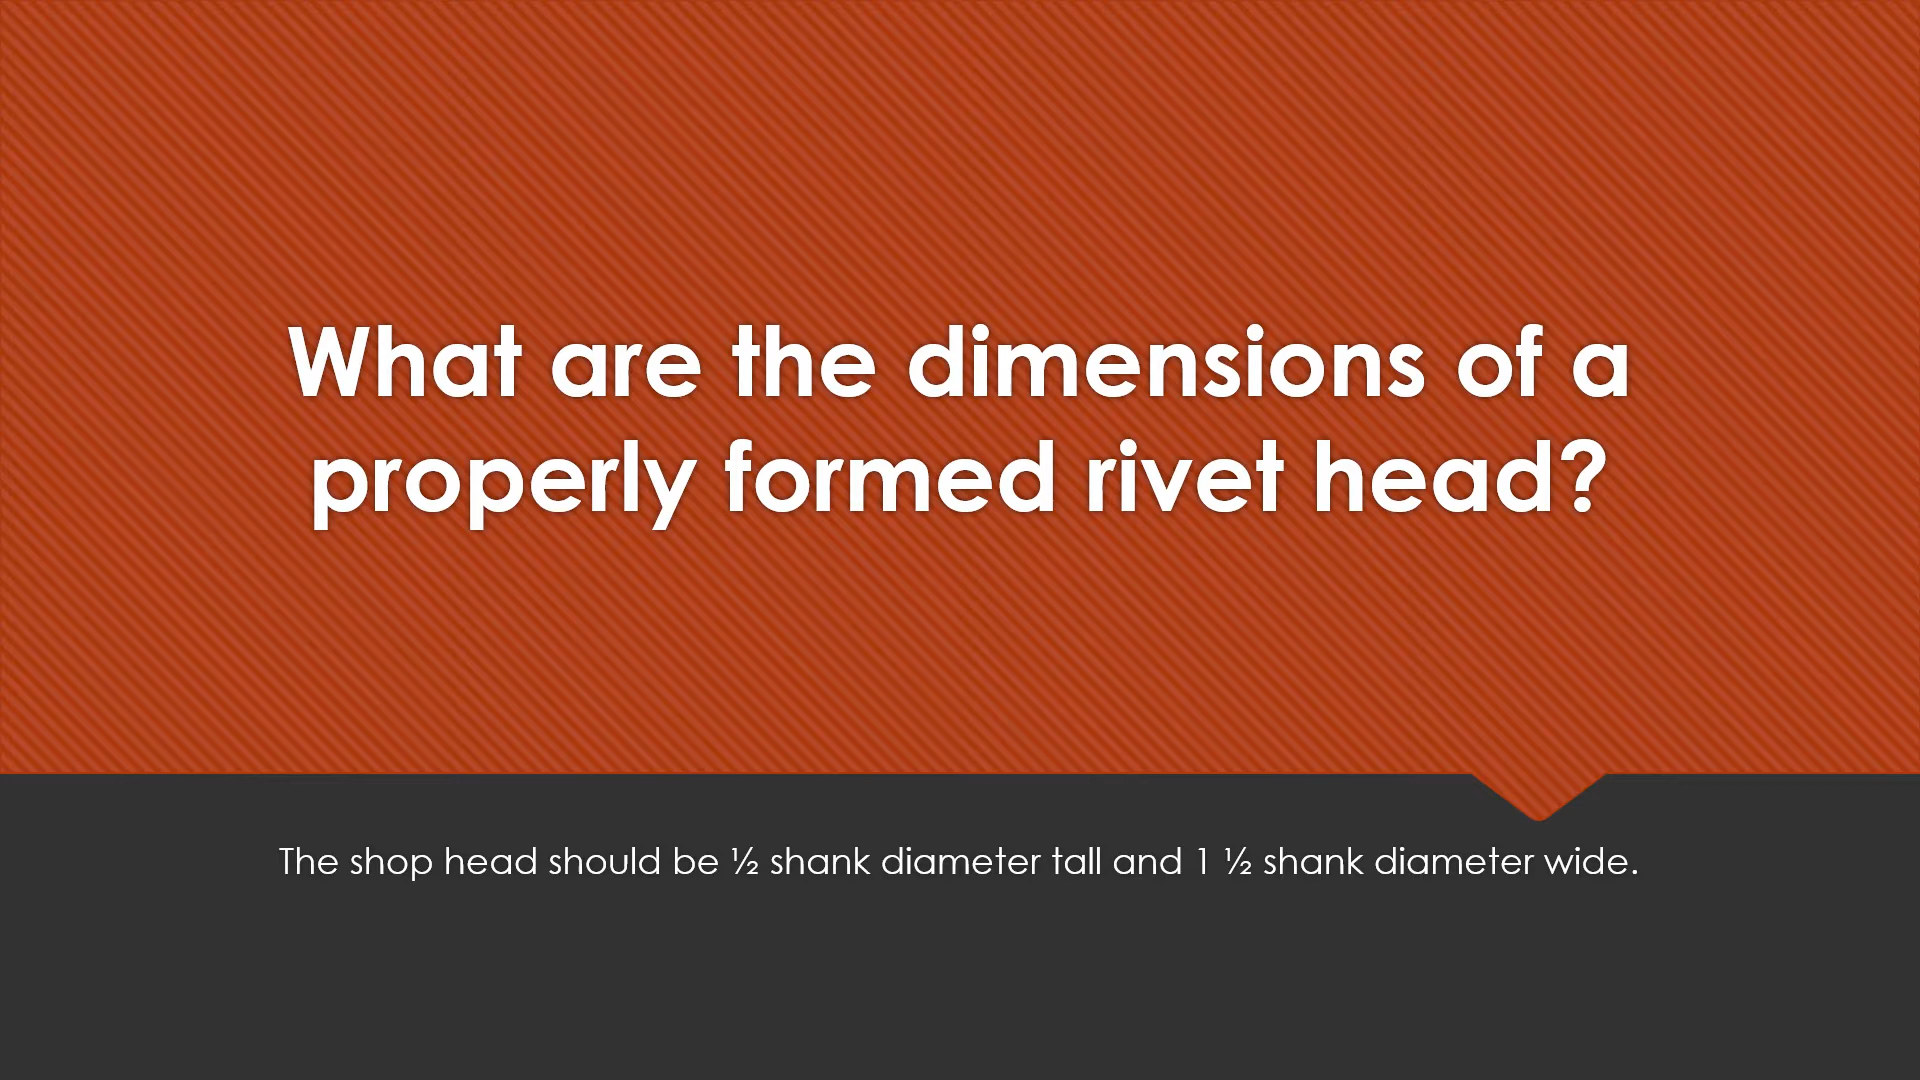 What are the dimensions of a
properly formed rivet head?
The shop head should be ½ shank diameter tall and 1 ½ shank diameter wide.